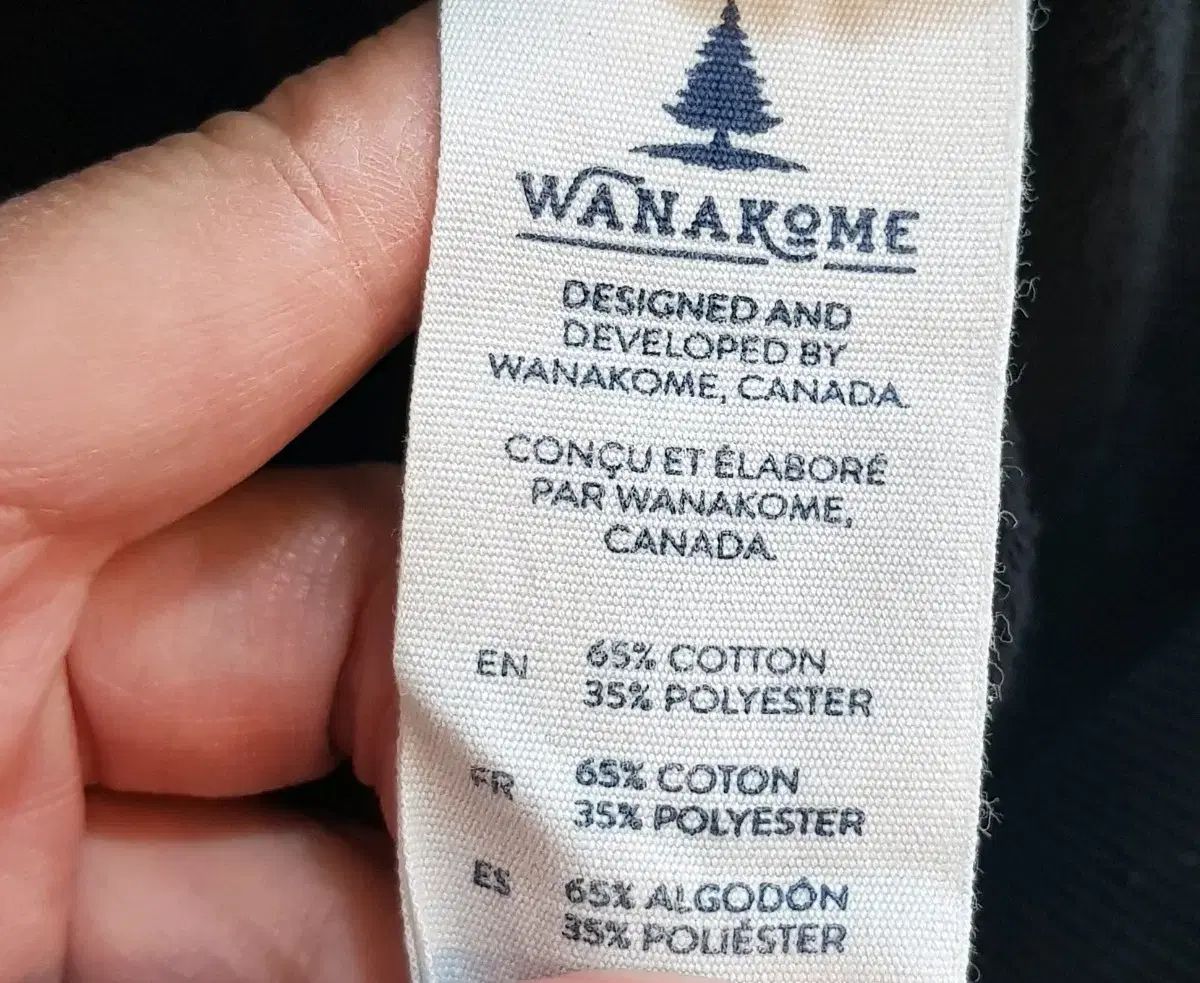 WANAKOME
DESIGNED AND
DEVELOPED BY
WANAKOME, CANADA.
CONÇU ET ÉLABORÉ
PAR WANAKOME,
CANADA.
EN 65% COTTON
35% POLYESTER
FR 65% COTON
35% POLYESTER
ES 65% ALGODÓN
35% POLIÉSTER